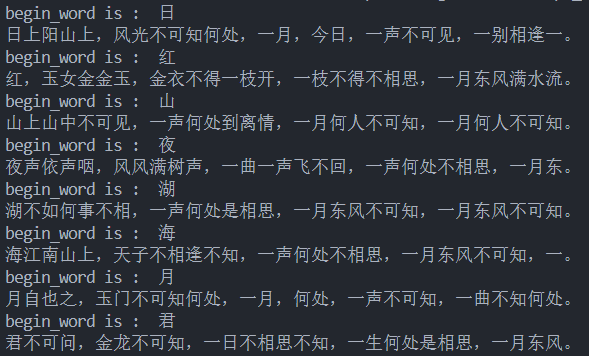 begin_word is :  日
日上阳山上，风光不可知何处，一月，今日，一声不可见，一别相逢一。
begin_word is :  红
红，玉女金金玉，金衣不得一枝开，一枝不得不相思，一月东风满水流。
begin_word is :  山
山上山中不可见，一声何处到离情，一月何人不可知，一月何人不可知。
begin_word is :  夜
夜声依声咽，风风满树声，一曲一声飞不回，一声何处不相思，一月东。
begin_word is :  湖
湖不如何事不相，一声何处是相思，一月东风不可知，一月东风不可知。
begin_word is :  海
海江南山上，天子不相逢不知，一声何处不相思，一月东风不可知，一。
begin_word is :  月
月自也之，玉门不可知何处，一月，何处，一声不可知，一曲不知何处。
begin_word is :  君
君不可问，金龙不可知，一日不相思不知，一生何处是相思，一月东风。